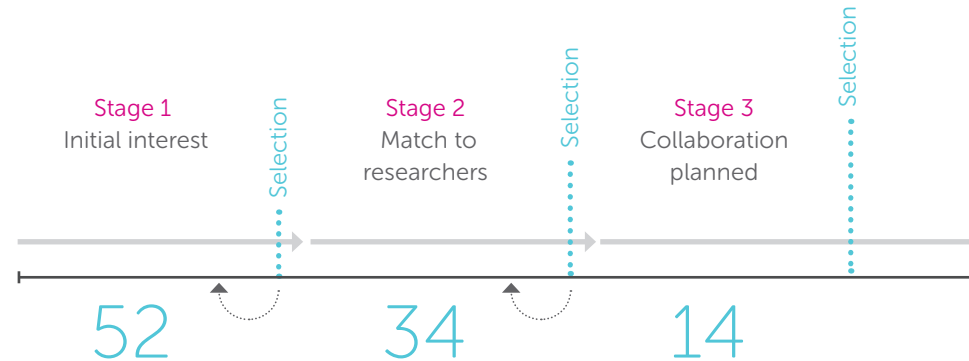 Stage 1
Initial interest
Selection
Stage 2
Match to
researchers
Selection
Stage 3
Collaboration
planned
Selection
52
34
14